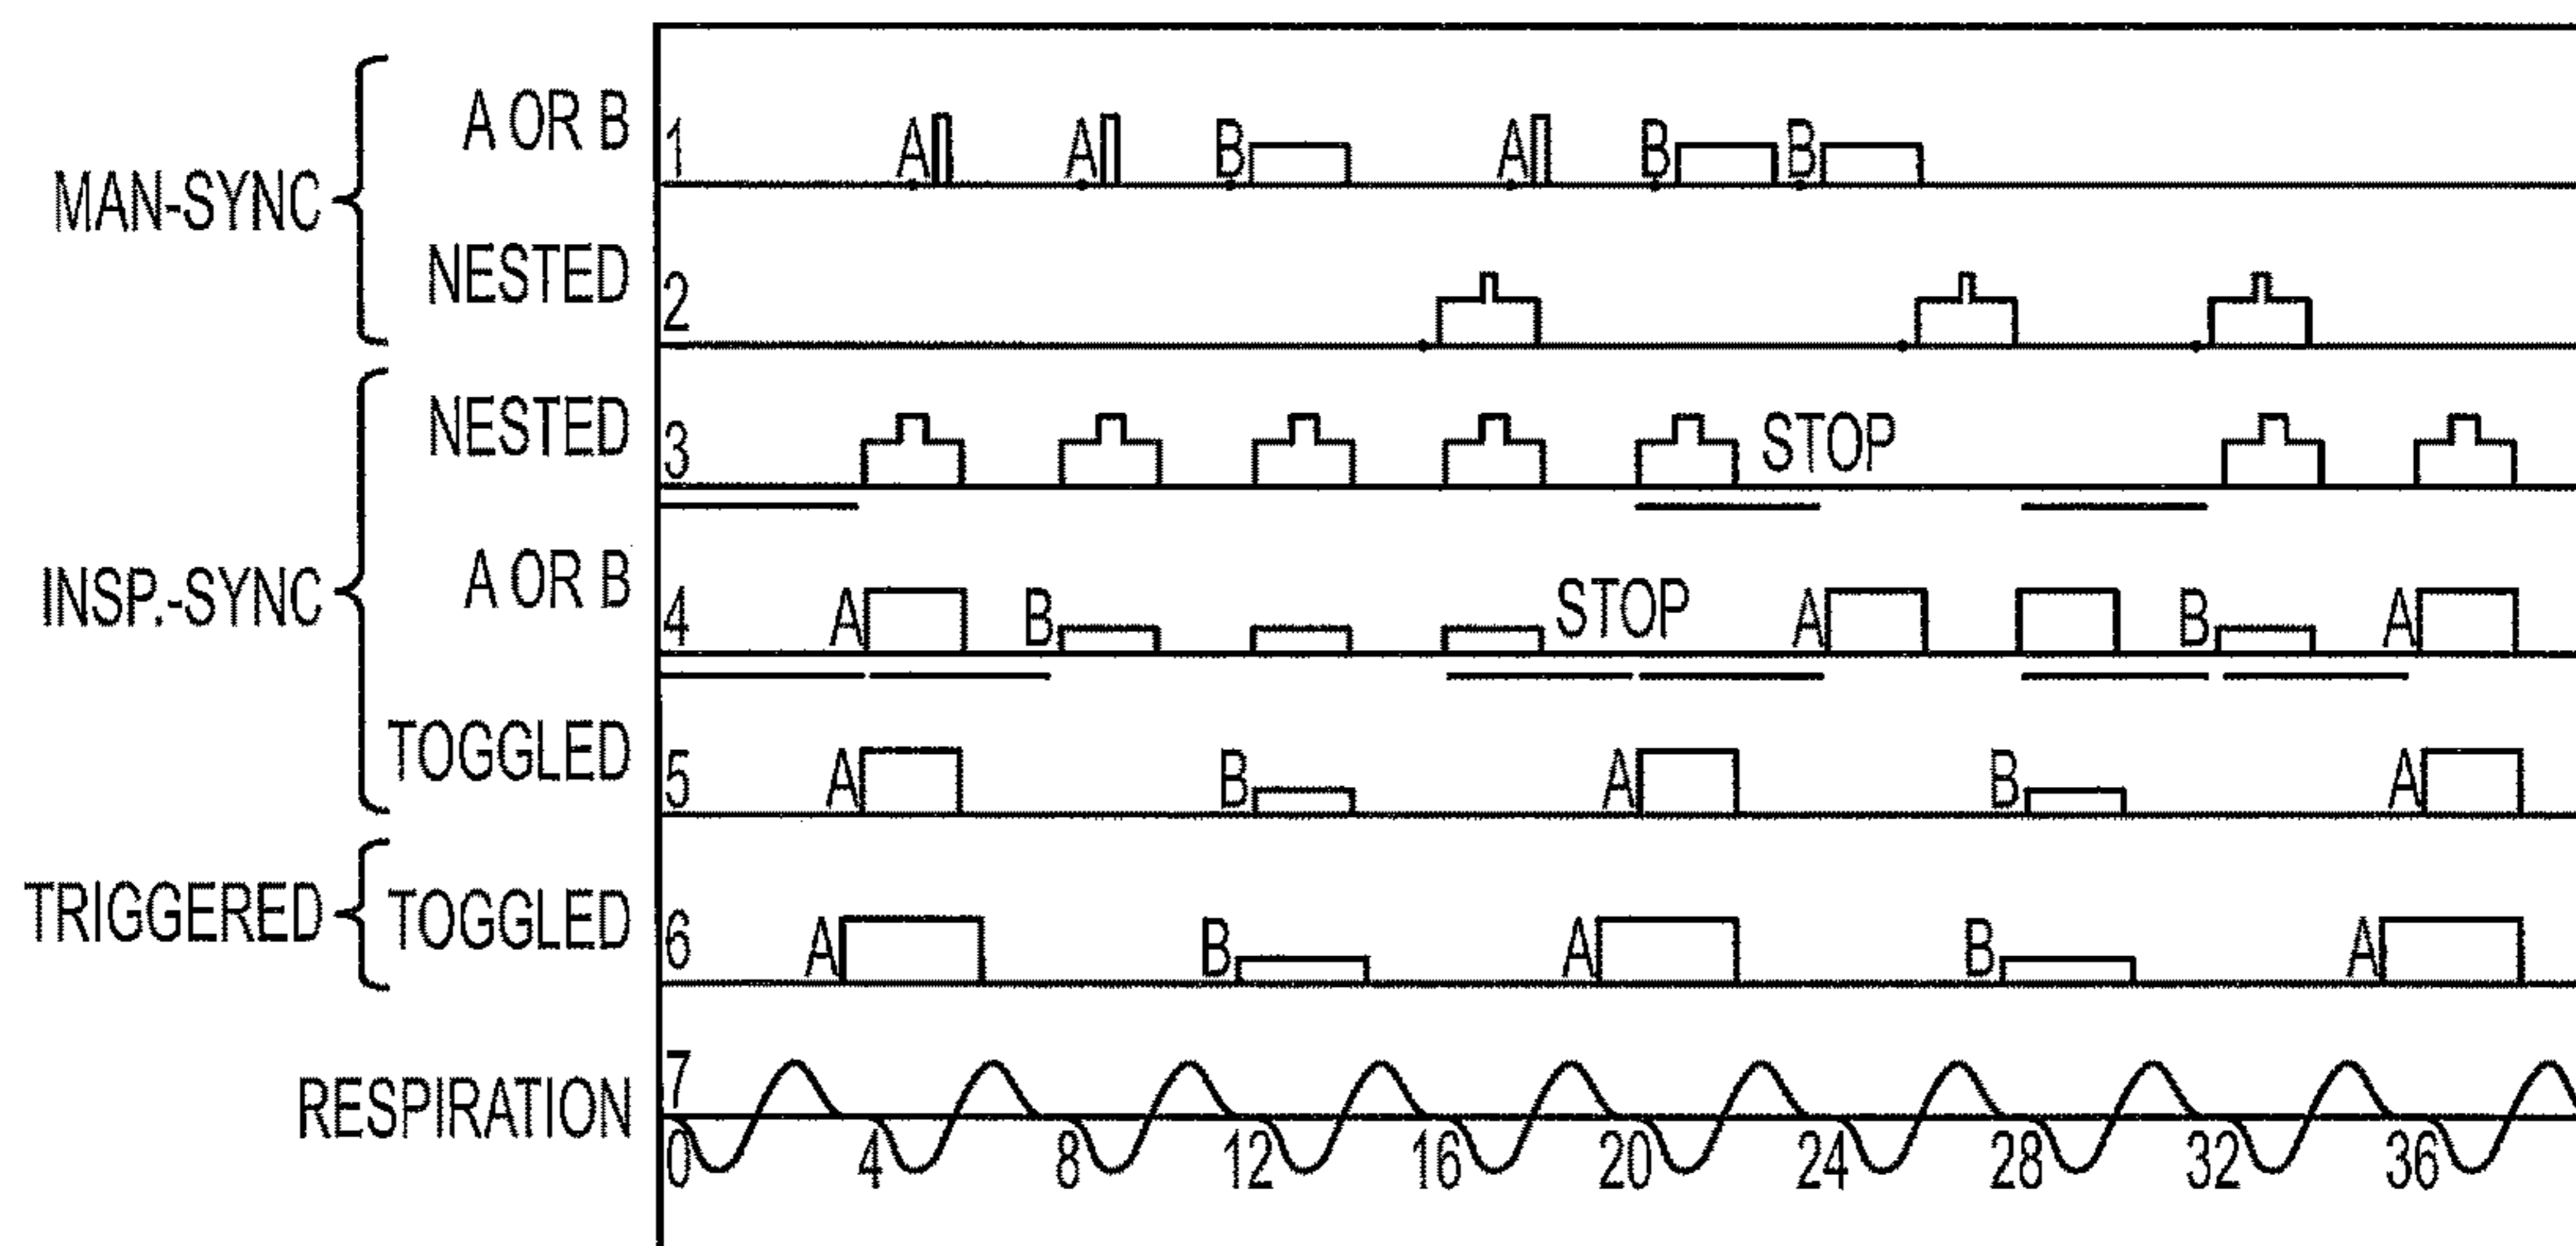 A OR B 1 A A B A B B
MAN-SYNC
NESTED 2
NESTED 3 STOP
INSP.-SYNC
A OR B 4 A B STOP A B A
TOGGLED 5 A B A B A
TRIGGERED TOGGLED 6 A B A B A
RESPIRATION 7
0 4 8 12 16 20 24 28 32 36